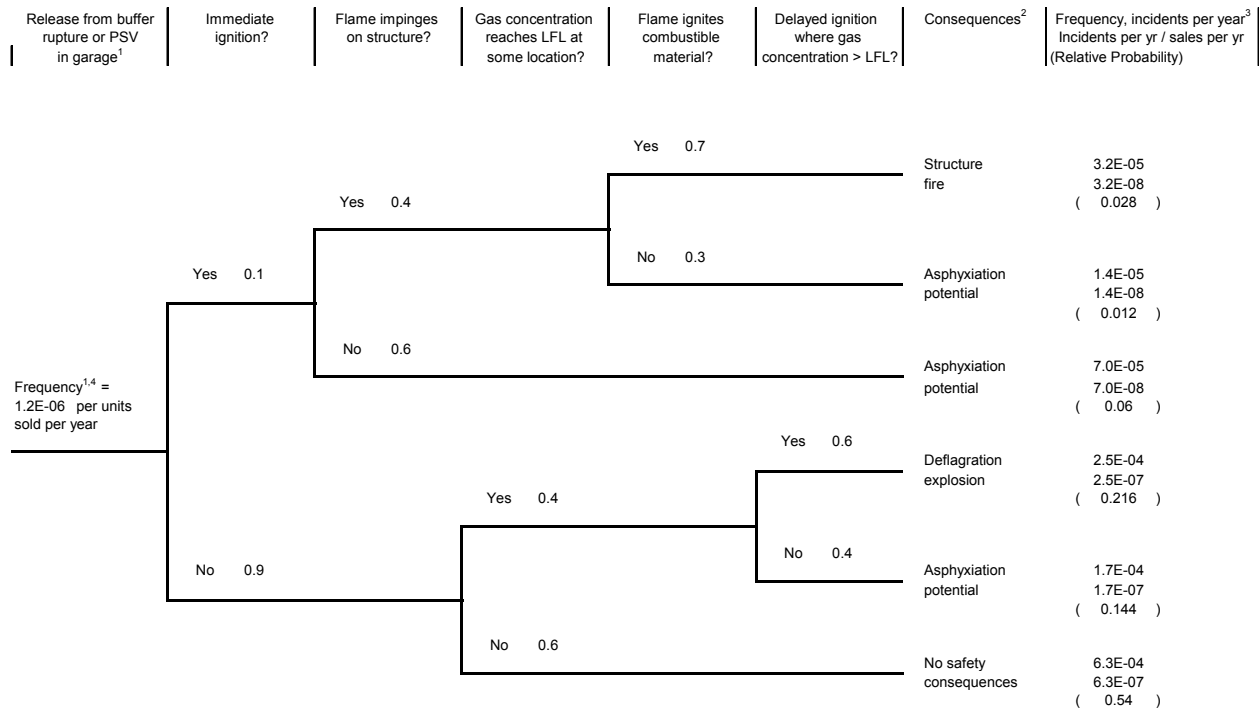 Release from buffer
rupture or PSV
in garage1
Immediate
ignition?
Flame impinges
on structure?
Gas concentration
reaches LFL at
some location?
Flame ignites
combustible
material?
Delayed ignition
where gas
concentration > LFL?
Consequences2
Frequency, incidents per year3
Incidents per yr / sales per yr
(Relative Probability)
Yes 0.7
Structure
fire
3.2E-05
3.2E-08
( 0.028 )
Yes 0.4
No 0.3
Yes 0.1
Asphyxiation
potential
1.4E-05
1.4E-08
( 0.012 )
No 0.6
Asphyxiation
potential
7.0E-05
7.0E-08
( 0.06 )
Frequency1,4 =
1.2E-06 per units
sold per year
Yes 0.6
Deflagration
explosion
2.5E-04
2.5E-07
( 0.216 )
Yes 0.4
No 0.4
No 0.9
Asphyxiation
potential
1.7E-04
1.7E-07
( 0.144 )
No 0.6
No safety
consequences
6.3E-04
6.3E-07
( 0.54 )